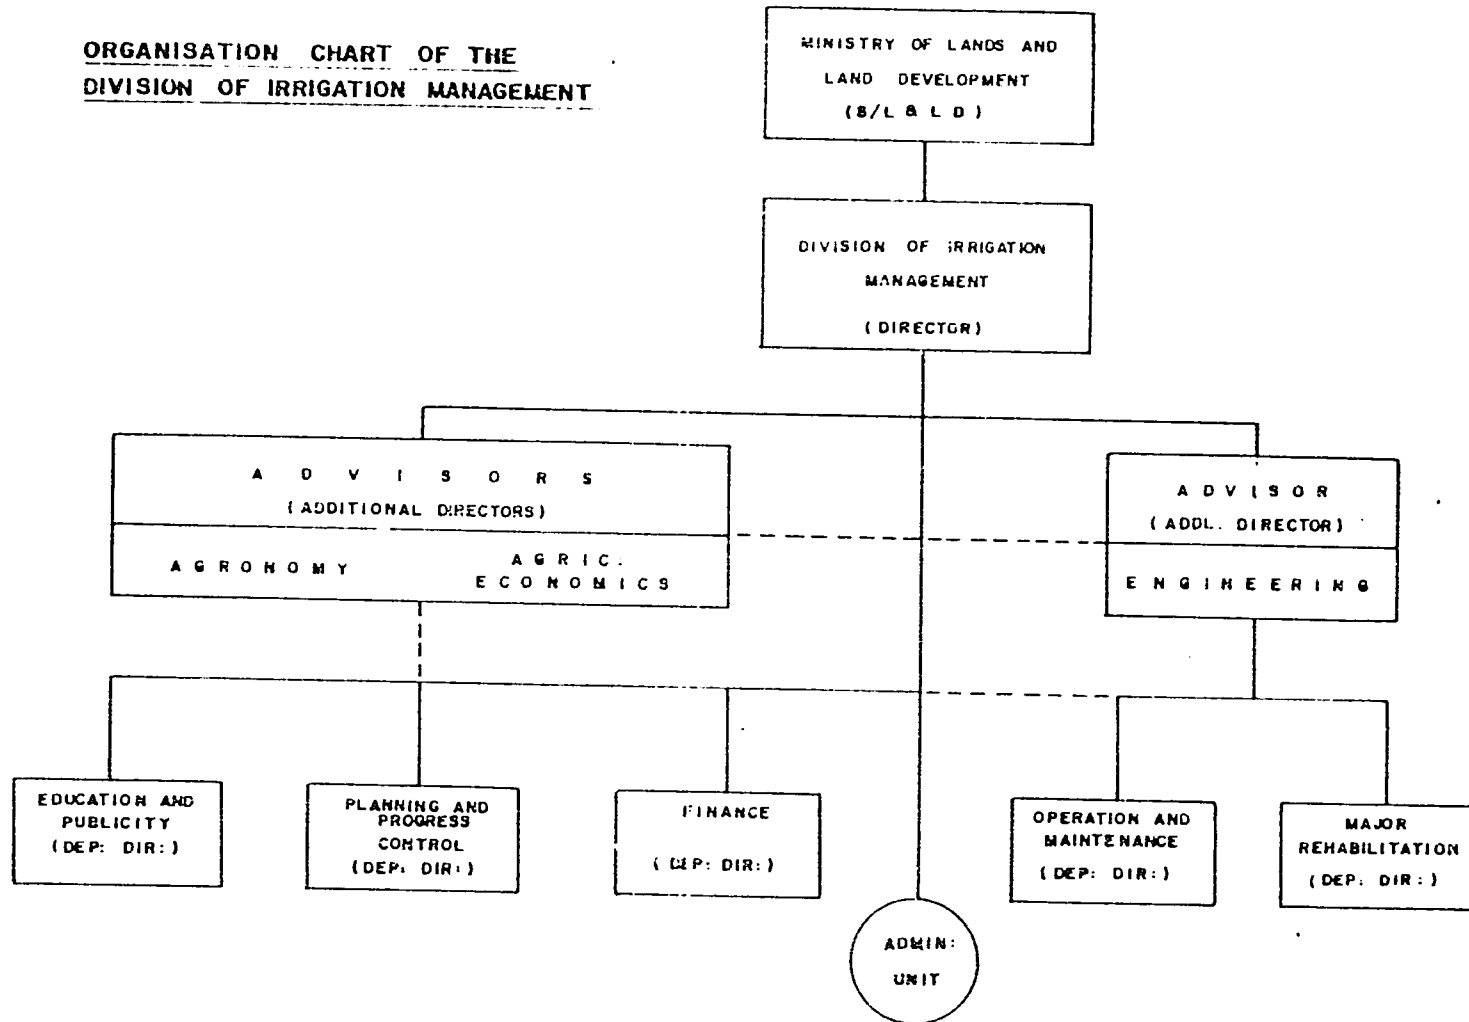 ORGANISATION CHART OF THE
DIVISION OF IRRIGATION MANAGEMENT
MINISTRY OF LANDS AND
LAND DEVELOPMENT
(S/L & L D)
DIVISION OF IRRIGATION
MANAGEMENT
(DIRECTOR)
ADVISORS
(ADDITIONAL DIRECTORS)
AGRONOMY
AGRIC.
ECONOMICS
ADVISOR
(ADDL. DIRECTOR)
ENGINEERING
EDUCATION AND
PUBLICITY
(DEP: DIR:)
PLANNING AND
PROGRESS
CONTROL
(DEP: DIR:)
FINANCE
(DEP: DIR:)
OPERATION AND
MAINTENANCE
(DEP: DIR:)
MAJOR
REHABILITATION
(DEP: DIR:)
ADMIN:
UNIT